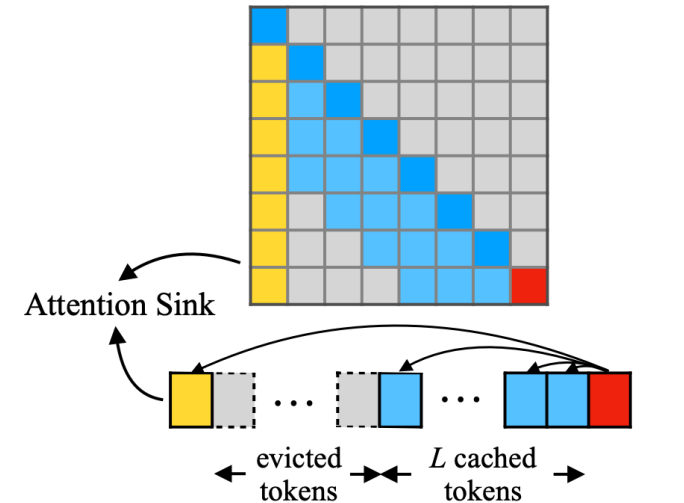 Attention Sink
...
...
evicted
tokens
L cached
tokens